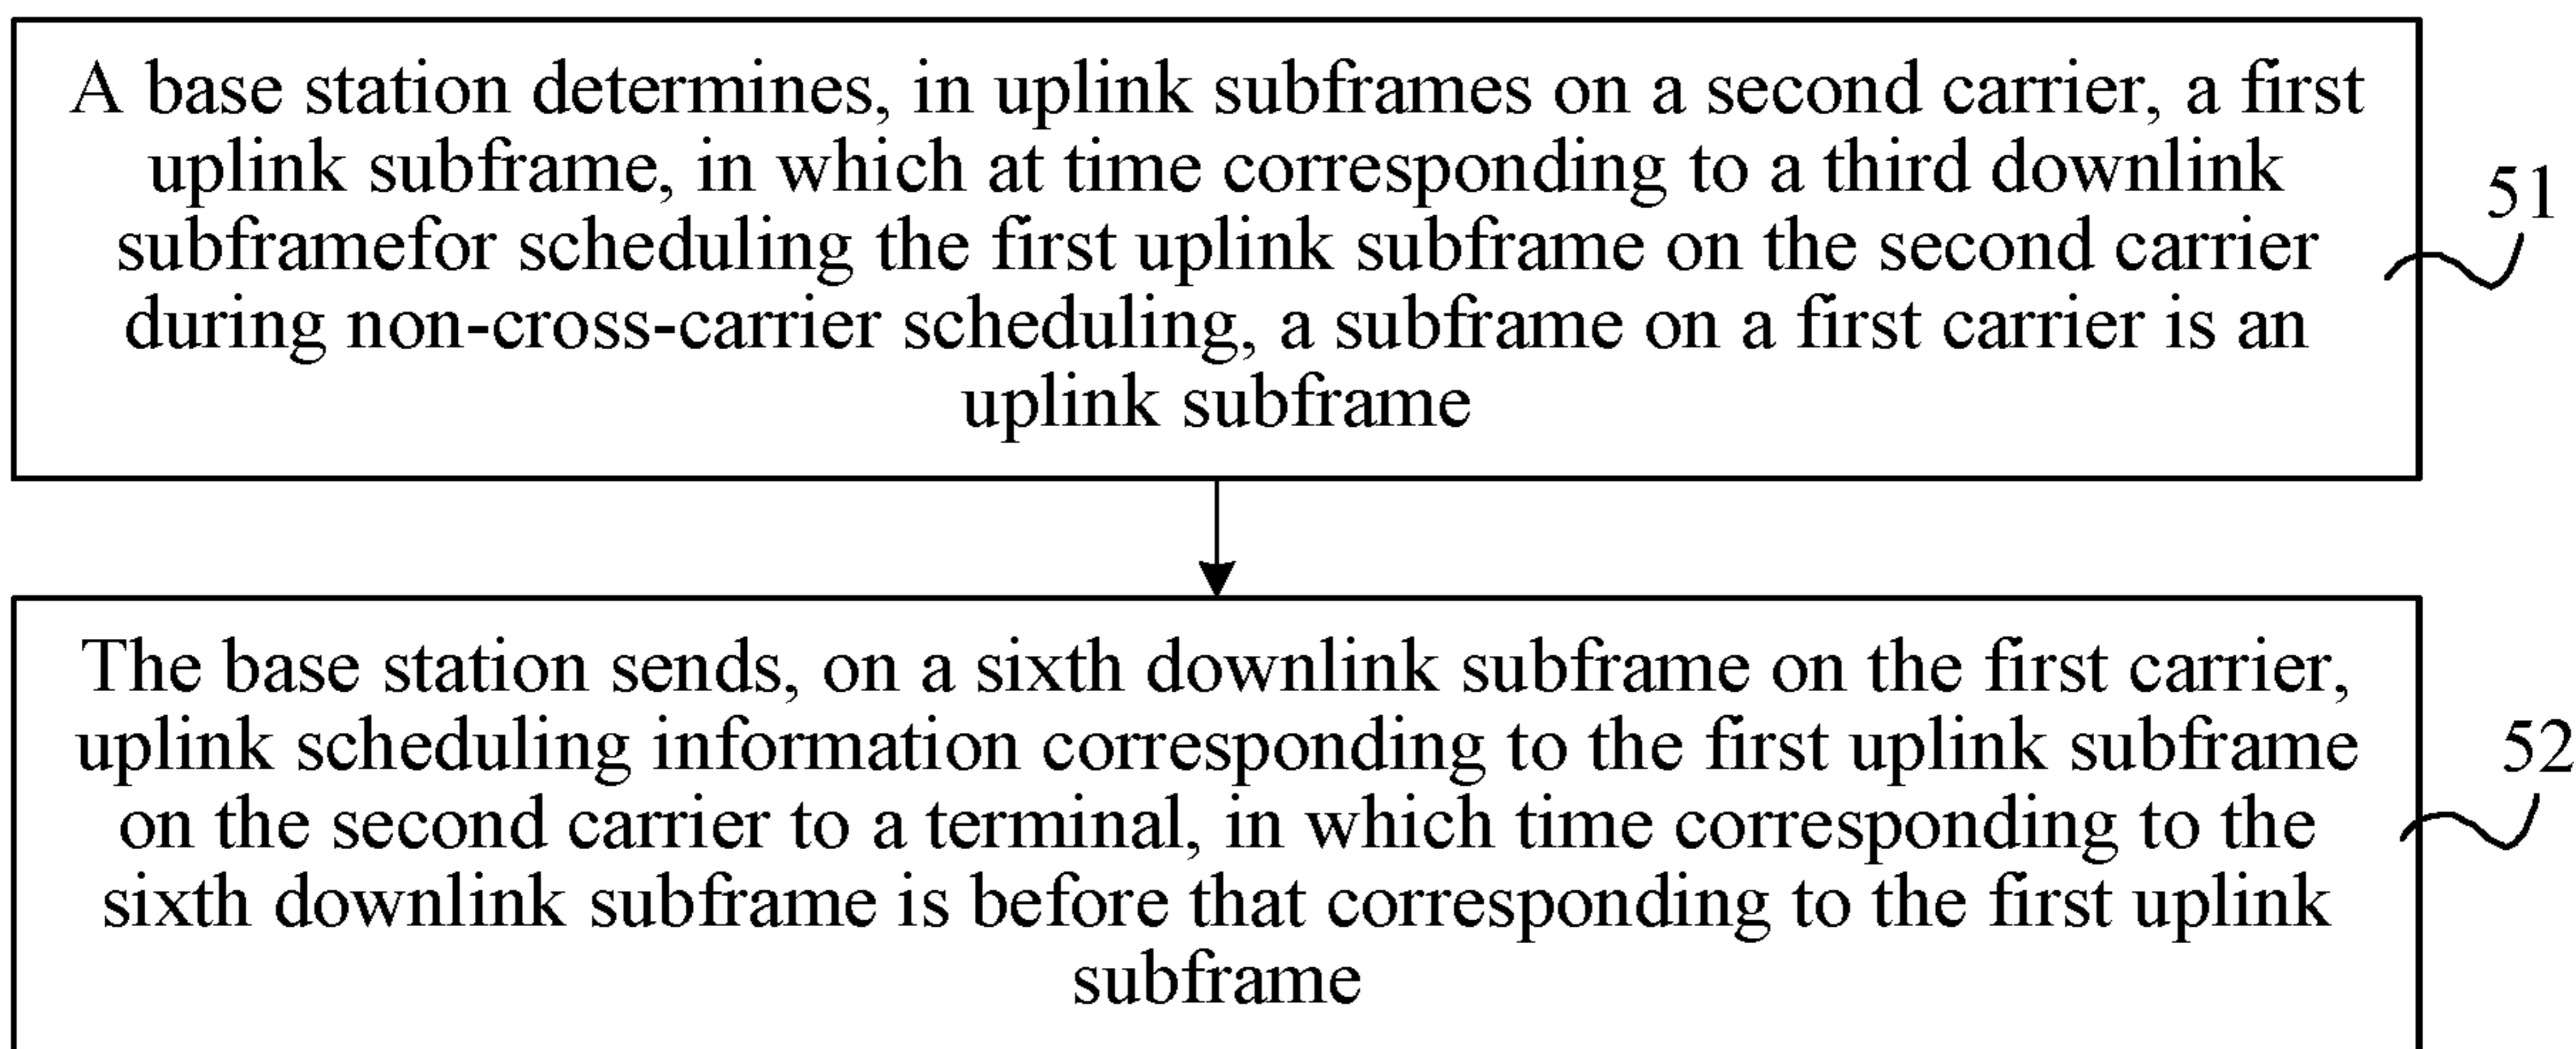 A base station determines, in uplink subframes on a second carrier, a first
uplink subframe, in which at time corresponding to a third downlink
subframefor scheduling the first uplink subframe on the second carrier
during non-cross-carrier scheduling, a subframe on a first carrier is an
uplink subframe
51
The base station sends, on a sixth downlink subframe on the first carrier,
uplink scheduling information corresponding to the first uplink subframe
on the second carrier to a terminal, in which time corresponding to the
sixth downlink subframe is before that corresponding to the first uplink
subframe
52